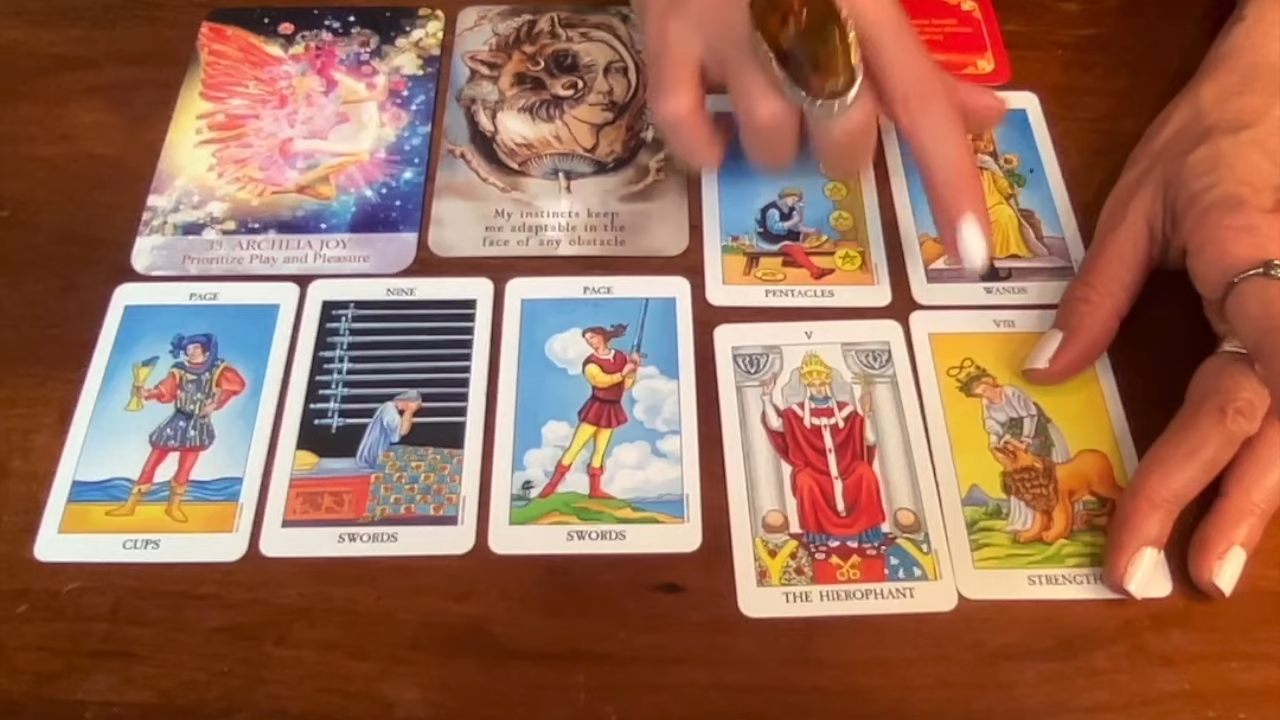 33. ARCHEIA JOY
Prioritize Play and Pleasure
My instincts keep
me adaptable in the
face of any obstacle
PENTACLES
WANDS
PAGE
CUPS
NINE
SWORDS
PAGE
SWORDS
V
THE HIEROPHANT
VIII
STRENGTH